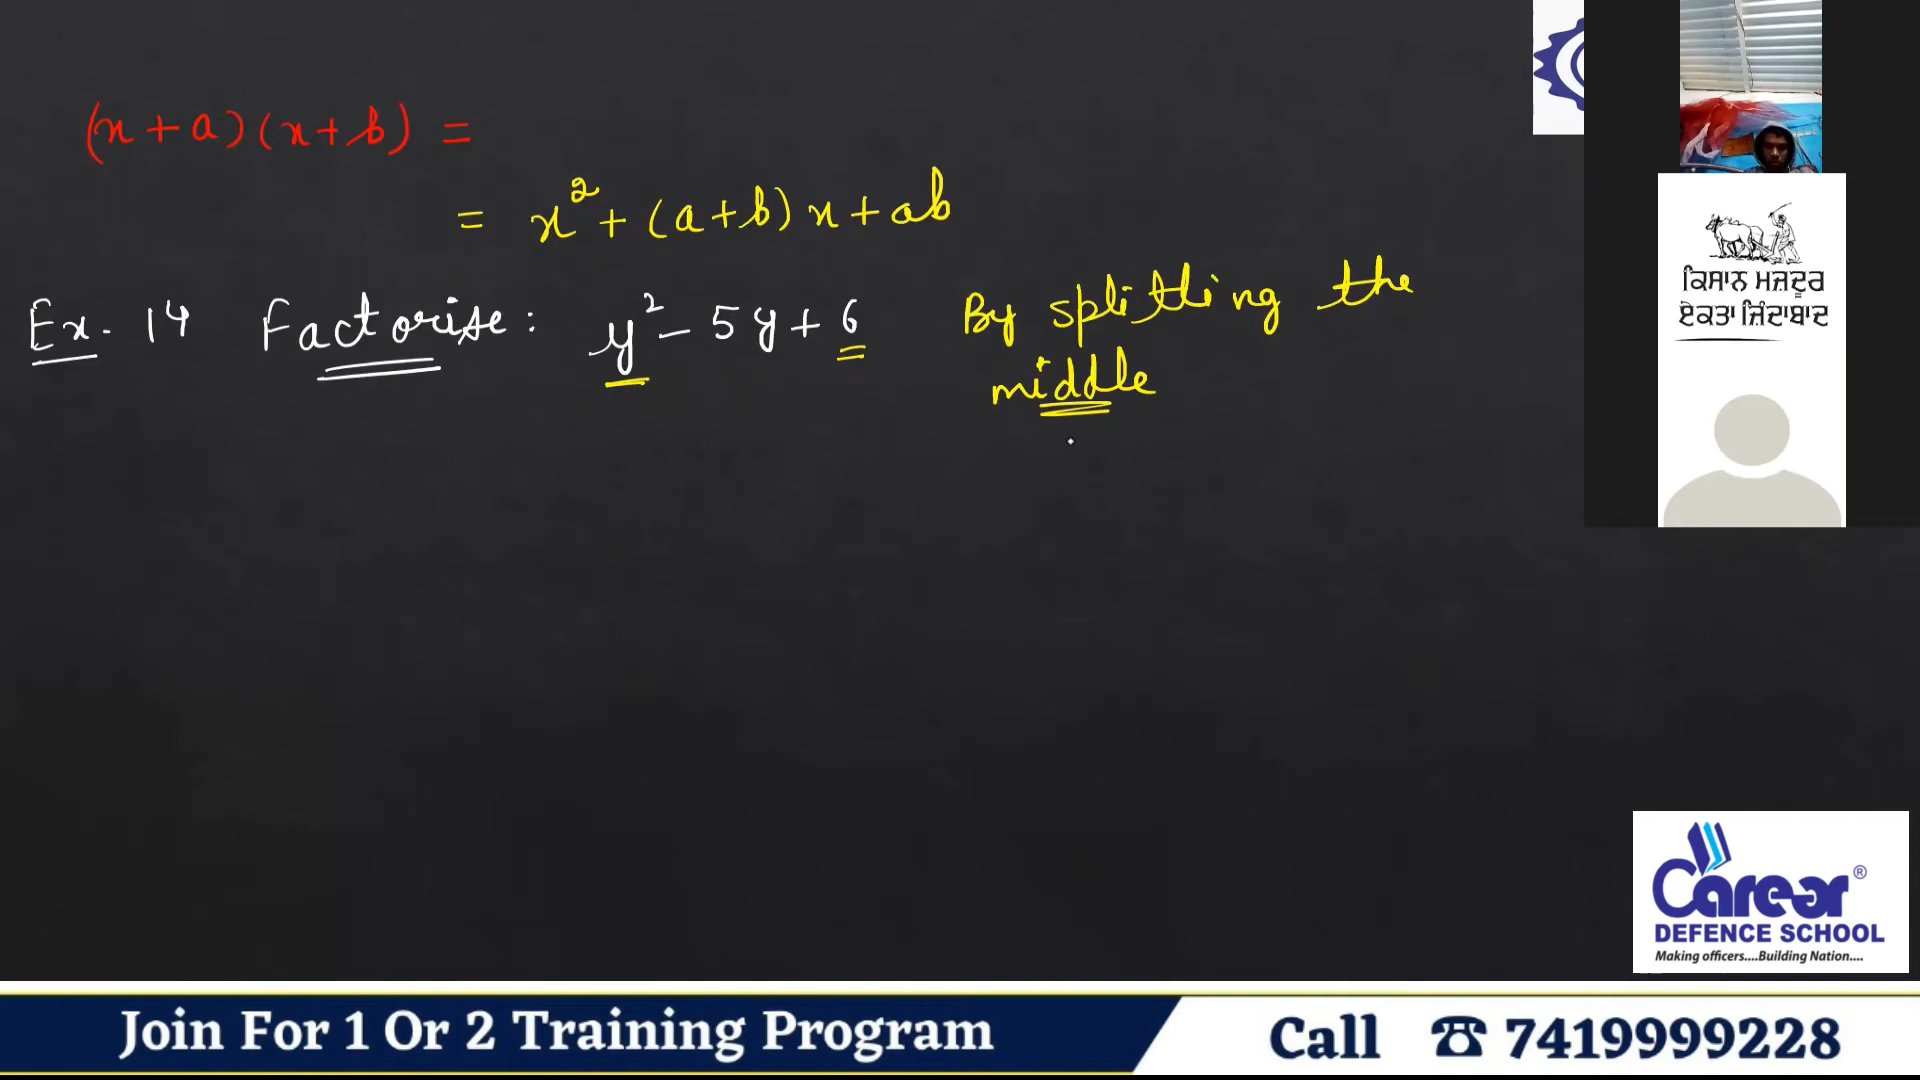 (x + a) (x + b) =
= x² + (a + b) x + ab
Ex. 14 Factorise : y² - 5y + 6 By splitting the
middle
ਕਿਸਾਨ ਮਜ਼ਦੂਰ
ਏਕਤਾ ਜ਼ਿੰਦਾਬਾਦ
Career ®
DEFENCE SCHOOL
Making officers....Building Nation....
Join For 1 Or 2 Training Program
Call ☎ 7419999228